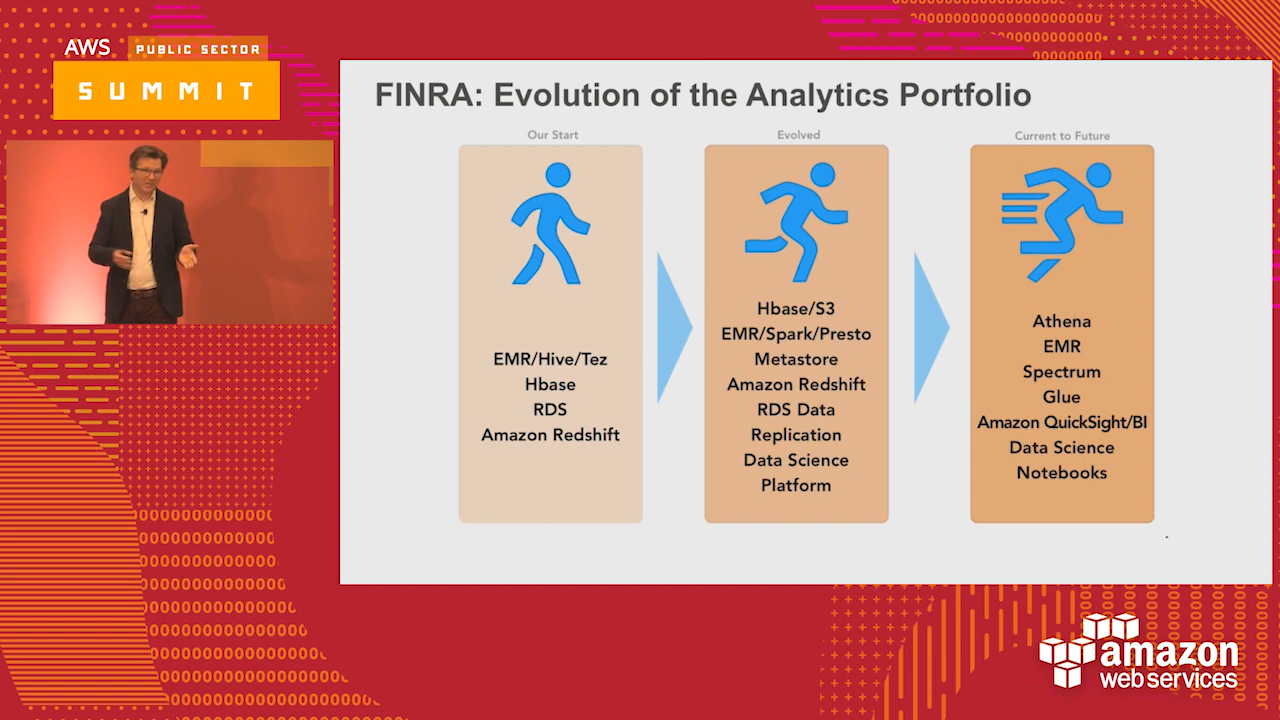 AWS PUBLIC SECTOR
SUMMIT
FINRA: Evolution of the Analytics Portfolio
Our Start
EMR/Hive/Tez
Hbase
RDS
Amazon Redshift
Evolved
Hbase/S3
EMR/Spark/Presto
Metastore
Amazon Redshift
RDS Data
Replication
Data Science
Platform
Current to Future
Athena
EMR
Spectrum
Glue
Amazon QuickSight/BI
Data Science
Notebooks
amazon
web services